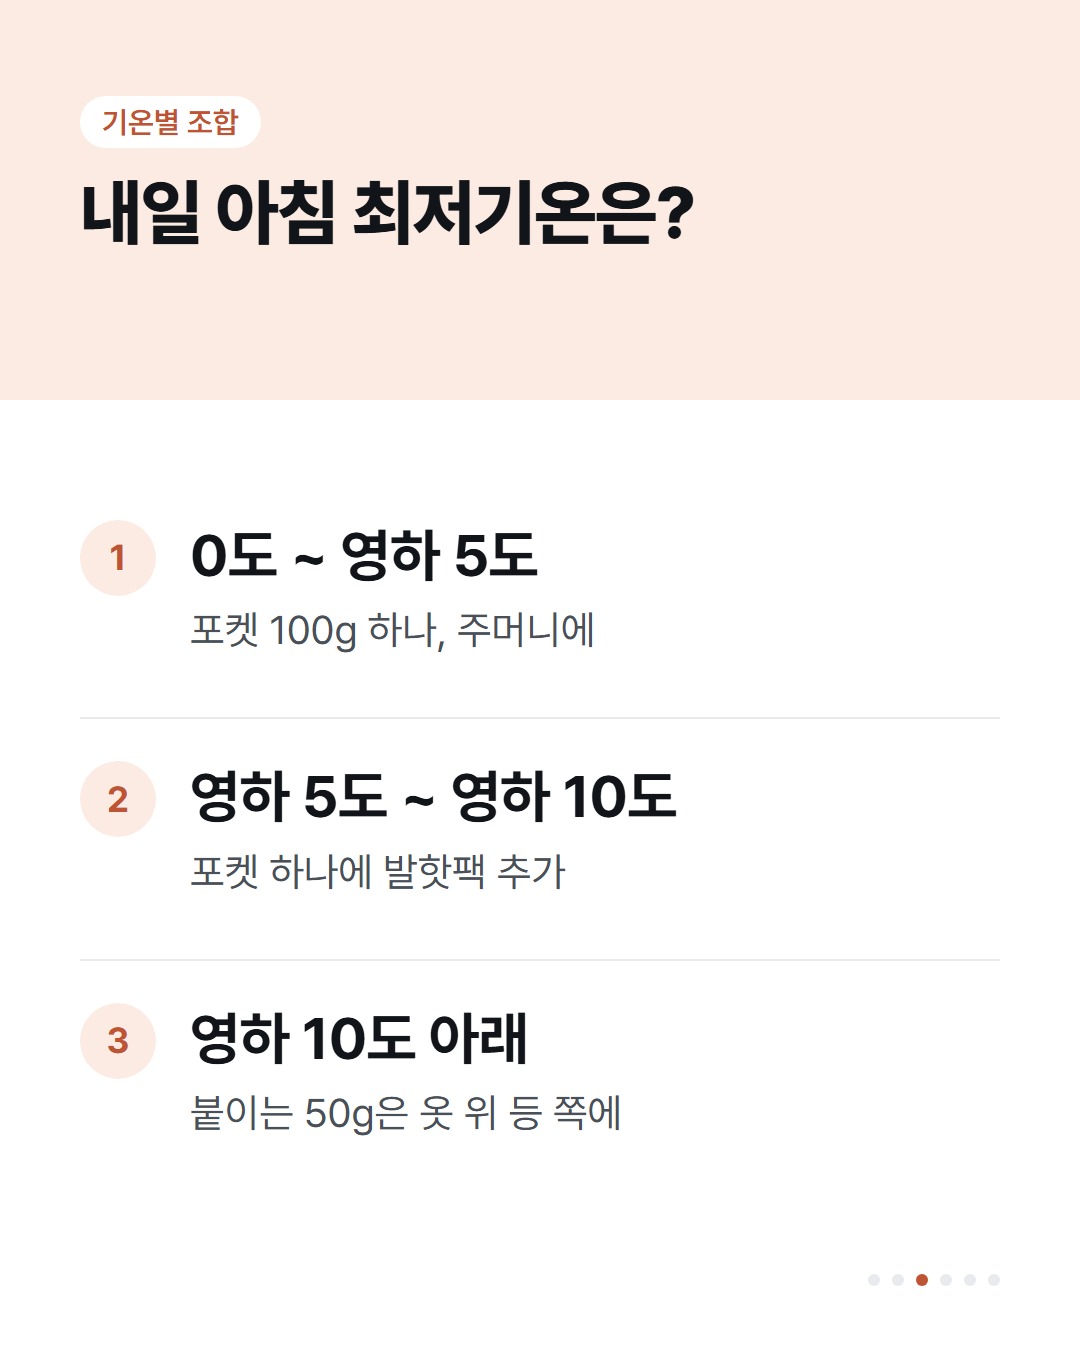 기온별 조합
내일 아침 최저기온은?
1
0도 ~ 영하 5도
포켓 100g 하나, 주머니에
2
영하 5도 ~ 영하 10도
포켓 하나에 발핫팩 추가
3
영하 10도 아래
붙이는 50g은 옷 위 등 쪽에